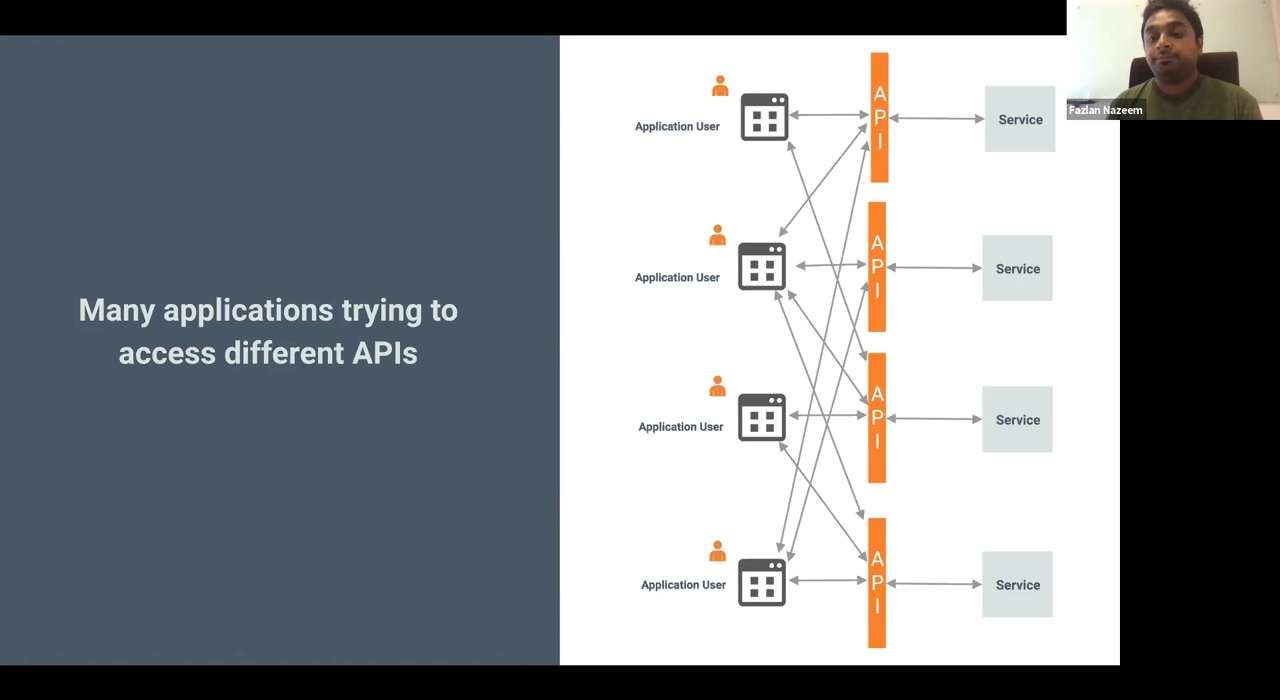 Many applications trying to
access different APIs
Application User
A
P
I
Service
Application User
A
P
I
Service
Application User
A
P
I
Service
Application User
A
P
I
Service
Fazlan Nazeem